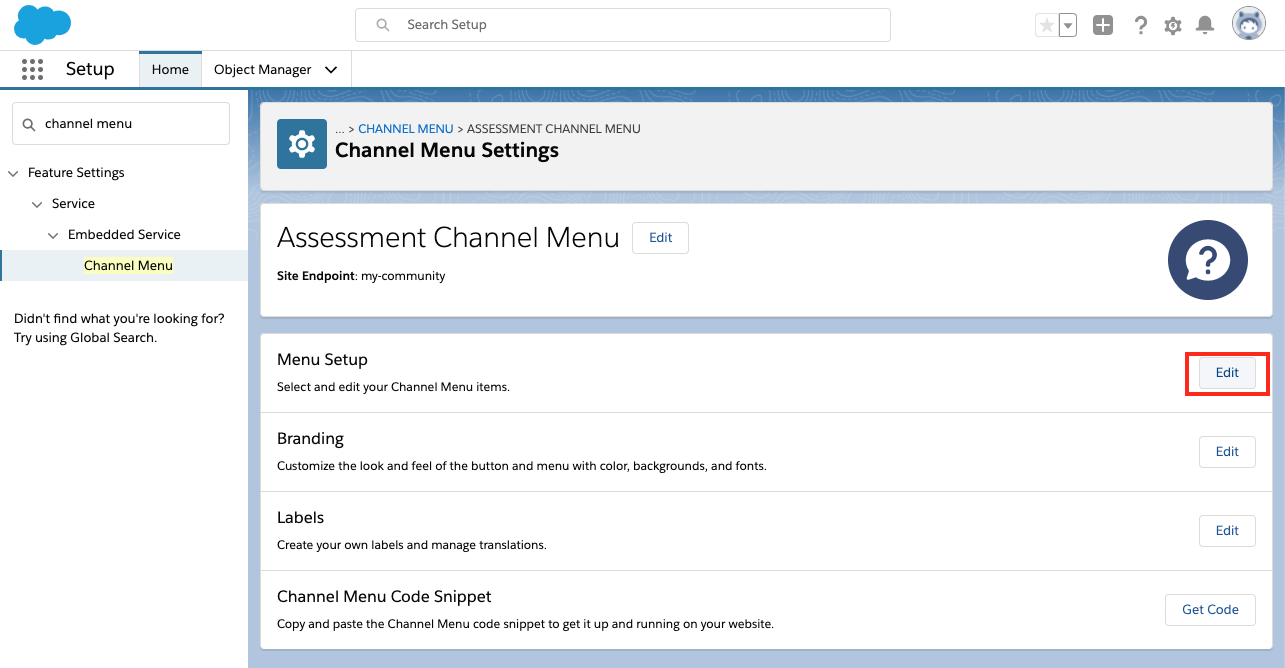 Search Setup
Setup
Home
Object Manager
channel menu
Feature Settings
Service
Embedded Service
Channel Menu
Didn't find what you're looking for?
Try using Global Search.
... > CHANNEL MENU > ASSESSMENT CHANNEL MENU
Channel Menu Settings
Assessment Channel Menu
Edit
Site Endpoint: my-community
Menu Setup
Select and edit your Channel Menu items.
Edit
Branding
Customize the look and feel of the button and menu with color, backgrounds, and fonts.
Edit
Labels
Create your own labels and manage translations.
Edit
Channel Menu Code Snippet
Copy and paste the Channel Menu code snippet to get it up and running on your website.
Get Code